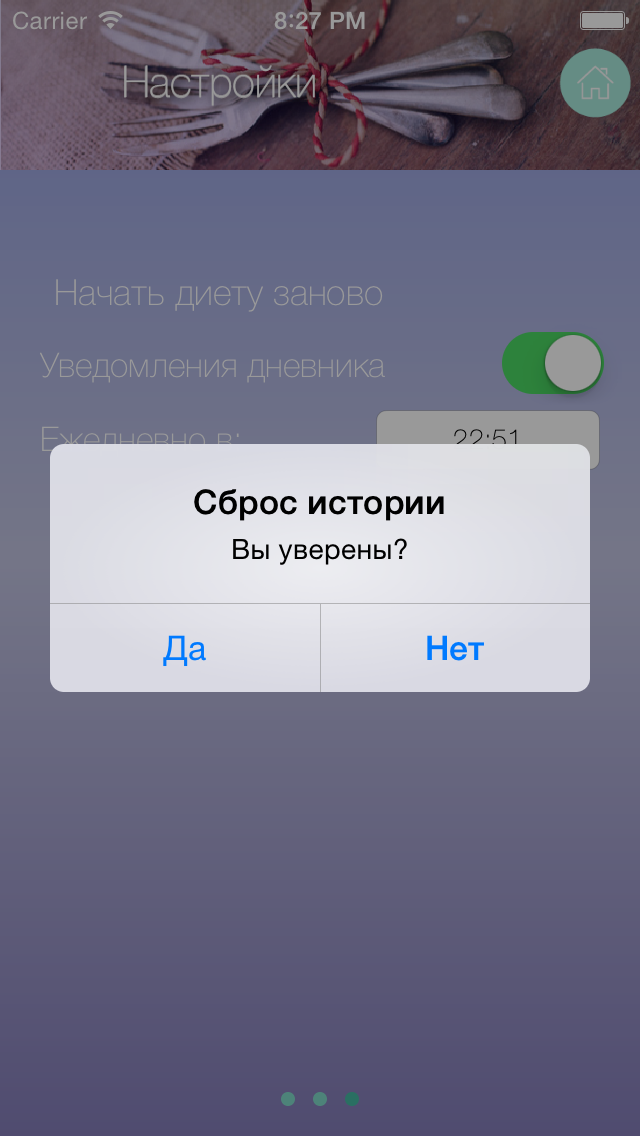 Carrier 8:27 PM
Настройки
Начать диету заново
Уведомления дневника
Ежедневно в: 22:51
Сброс истории
Вы уверены?
Да Нет